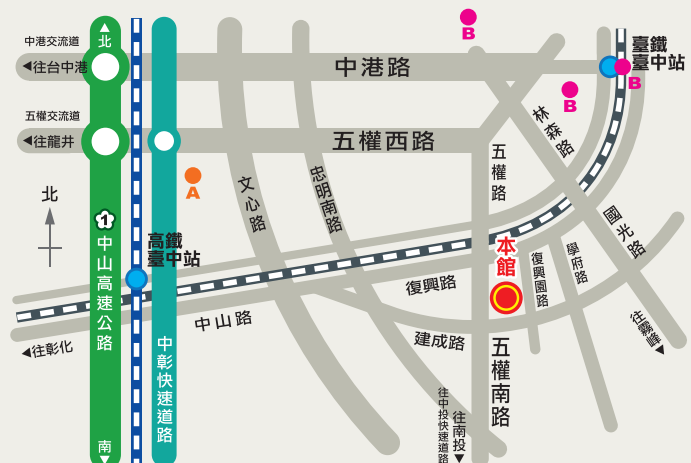 北
中港交流道
往台中港
中港路
B
臺鐵
臺中站
B
B
五權交流道
往龍井
五權西路
林森路
五權路
A
文心路
忠明南路
北
1
中山高速公路
高鐵
臺中站
國光路
本館
復興園路
學府路
復興路
中山路
往彰化
中彰快速道路
建成路
五權南路
往霧峰
往中投快速道路
往南投
南